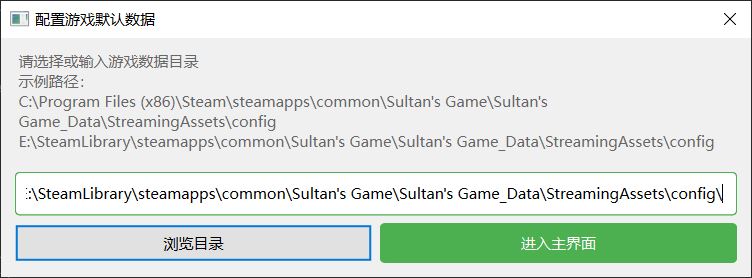 配置游戏默认数据
请选择或输入游戏数据目录
示例路径:
C:\Program Files (x86)\Steam\steamapps\common\Sultan's Game\Sultan's
Game_Data\StreamingAssets\config
E:\SteamLibrary\steamapps\common\Sultan's Game\Sultan's Game_Data\StreamingAssets\config
:\SteamLibrary\steamapps\common\Sultan's Game\Sultan's Game_Data\StreamingAssets\config\
浏览目录
进入主界面